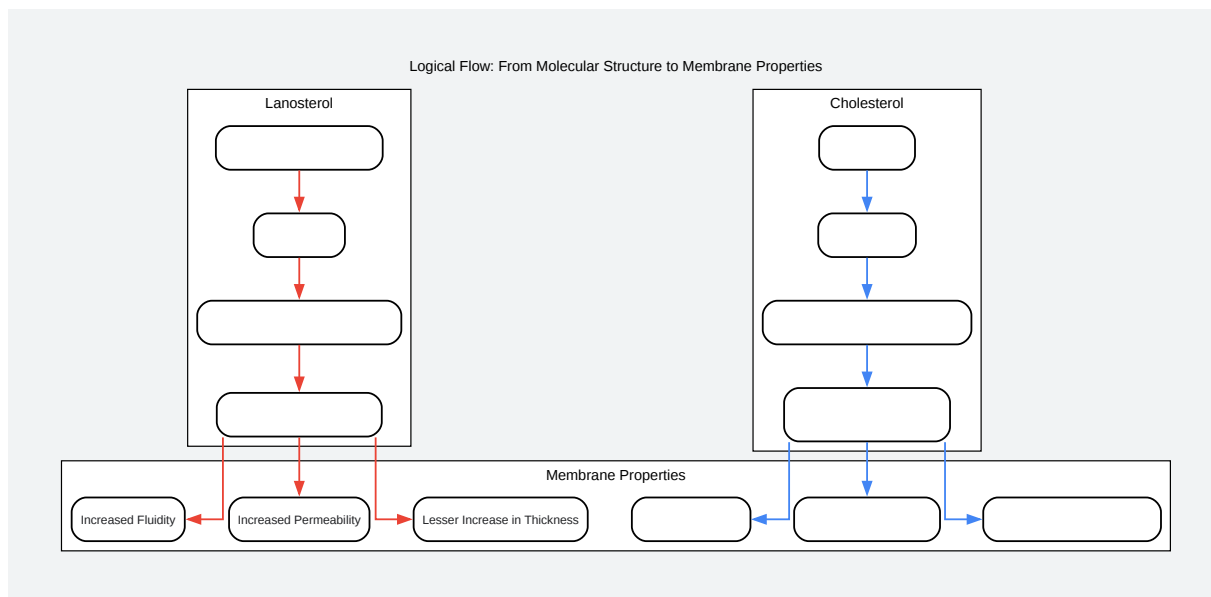 Logical Flow: From Molecular Structure to Membrane Properties
Lanosterol
Cholesterol
Membrane Properties
Increased Fluidity
Increased Permeability
Lesser Increase in Thickness